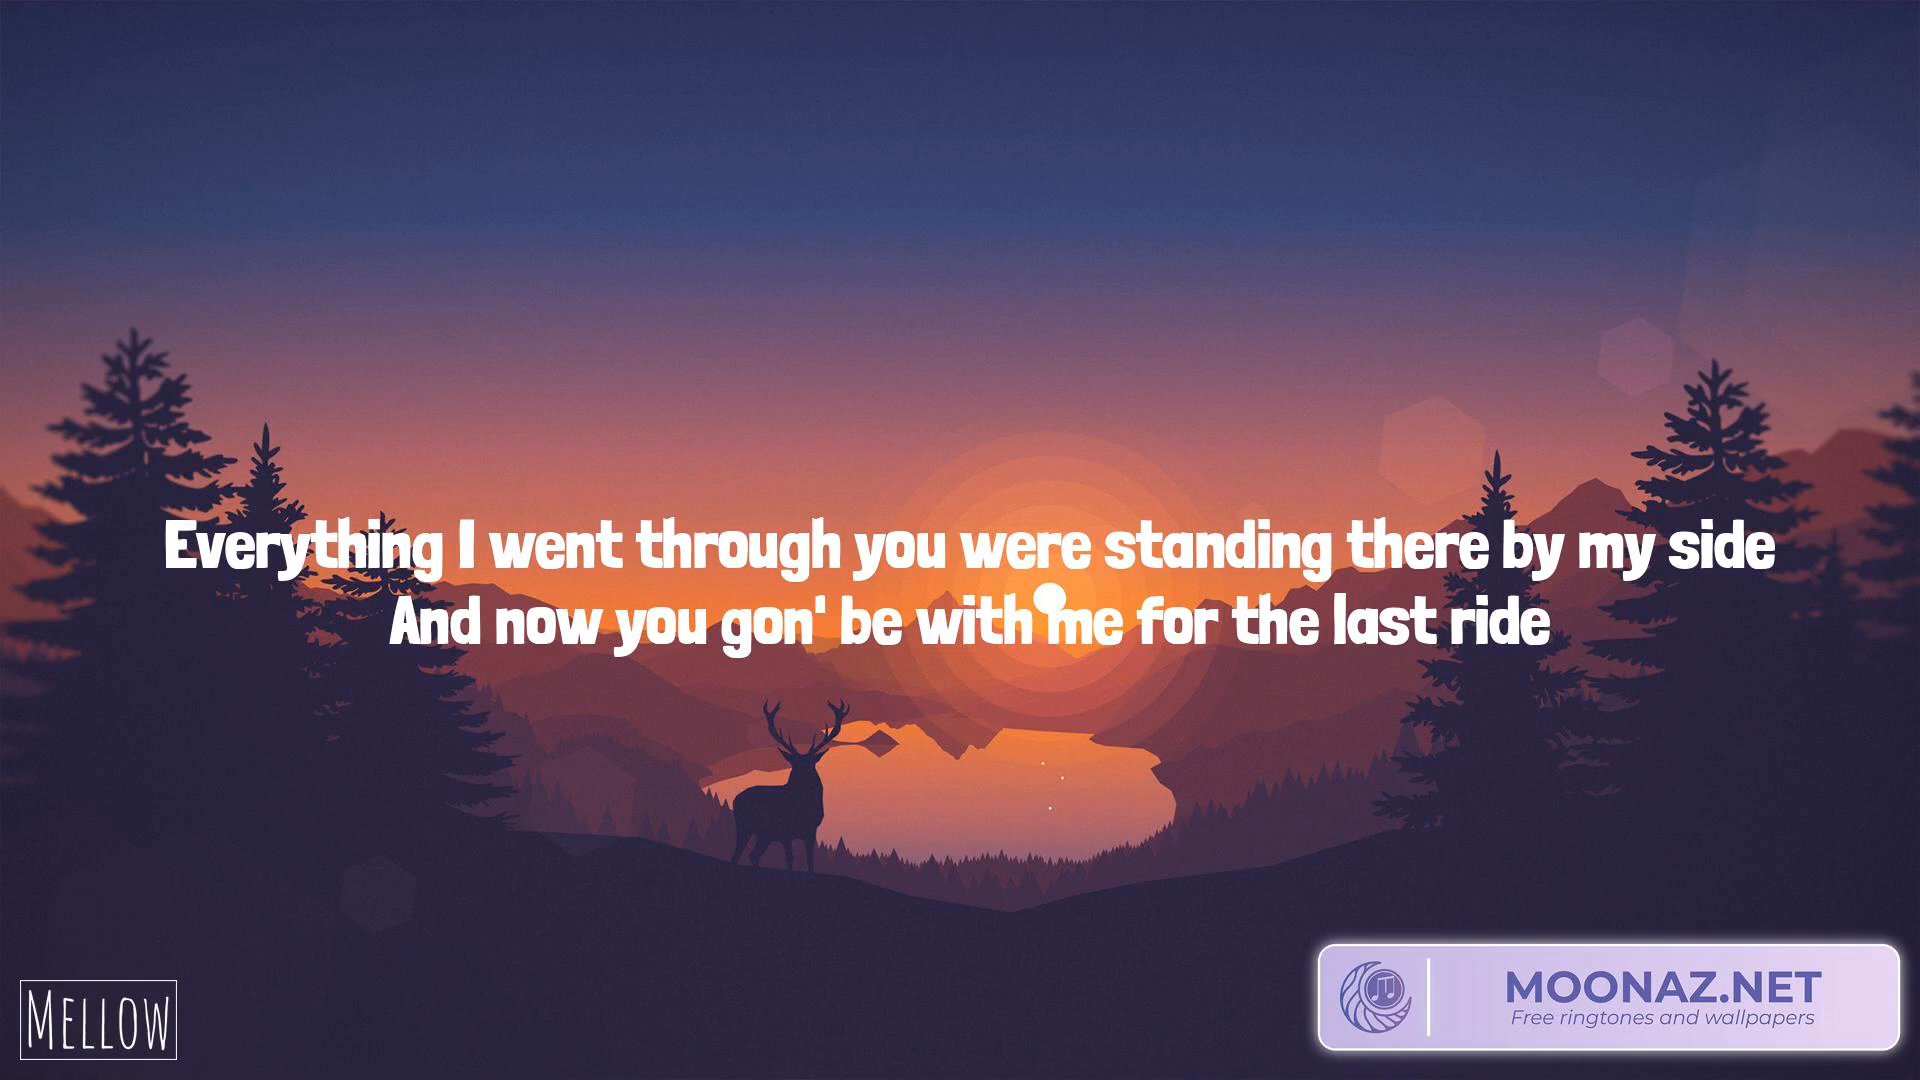 Everything I went through you were standing there by my side
And now you gon' be with me for the last ride
MELLOW
MOONAZ.NET
Free ringtones and wallpapers